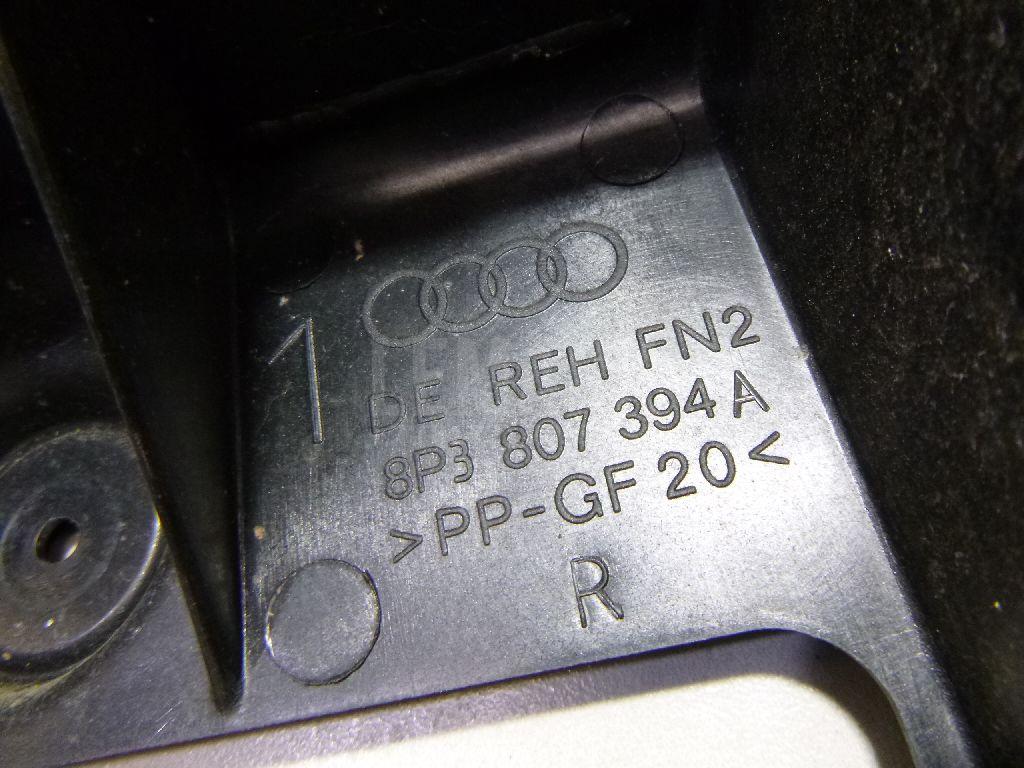 1
DE REH FN2
8P3 807 394 A
>PP-GF 20<
R